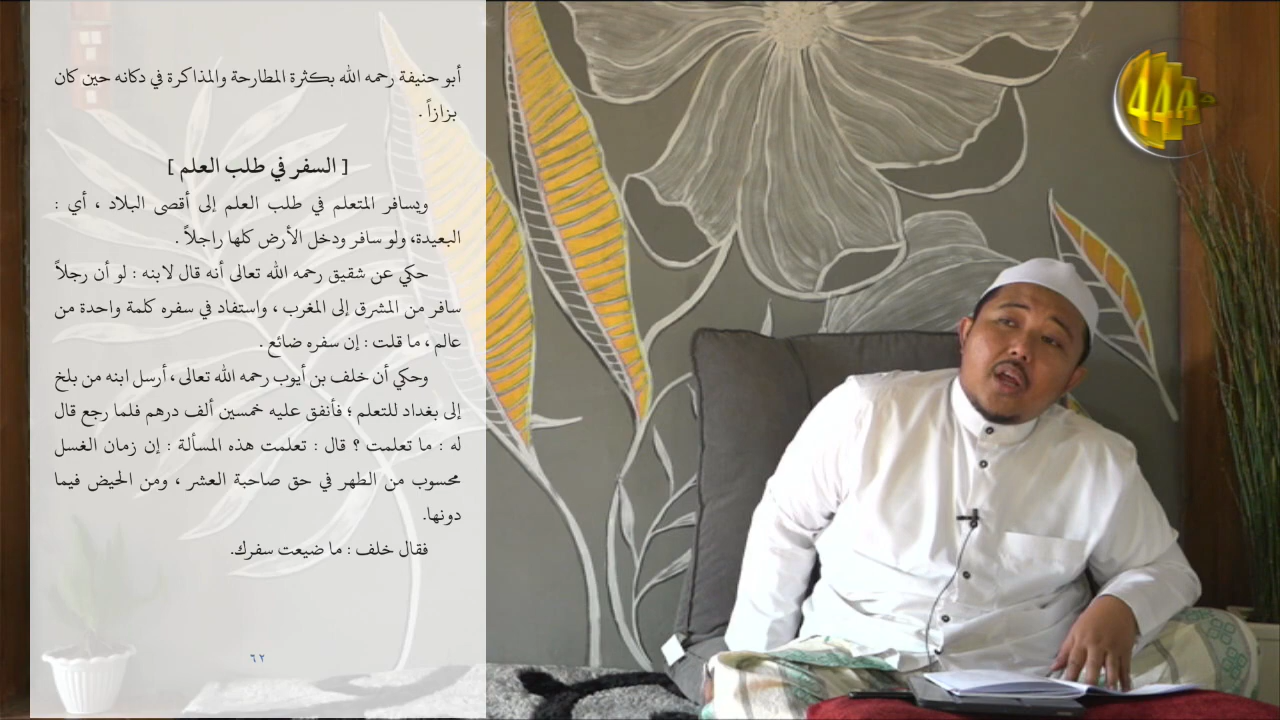 أبو حنيفة رحمه الله بكثرة المطارحة والمذاكرة في دكانه حين كان
بزازاً .
[ السفر في طلب العلم ]
ويسافر المتعلم في طلب العلم إلى أقصى البلاد ، أي :
البعيدة، ولو سافر ودخل الأرض كلها راجلاً .
حكي عن شقيق رحمه الله تعالى أنه قال لابنه : لو أن رجلاً
سافر من المشرق إلى المغرب ، واستفاد في سفره كلمة واحدة من
عالم ، ما قلت : إن سفره ضائع .
وحكي أن خلف بن أيوب رحمه الله تعالى ، أرسل ابنه من بلخ
إلى بغداد للتعلم ؛ فأنفق عليه خمسين ألف درهم فلما رجع قال
له : ما تعلمت ؟ قال : تعلمت هذه المسألة : إن زمان الغسل
محسوب من الطهر في حق صاحبة العشر ، ومن الحيض فيما
دونها.
فقال خلف : ما ضيعت سفرك.
٦٢
444